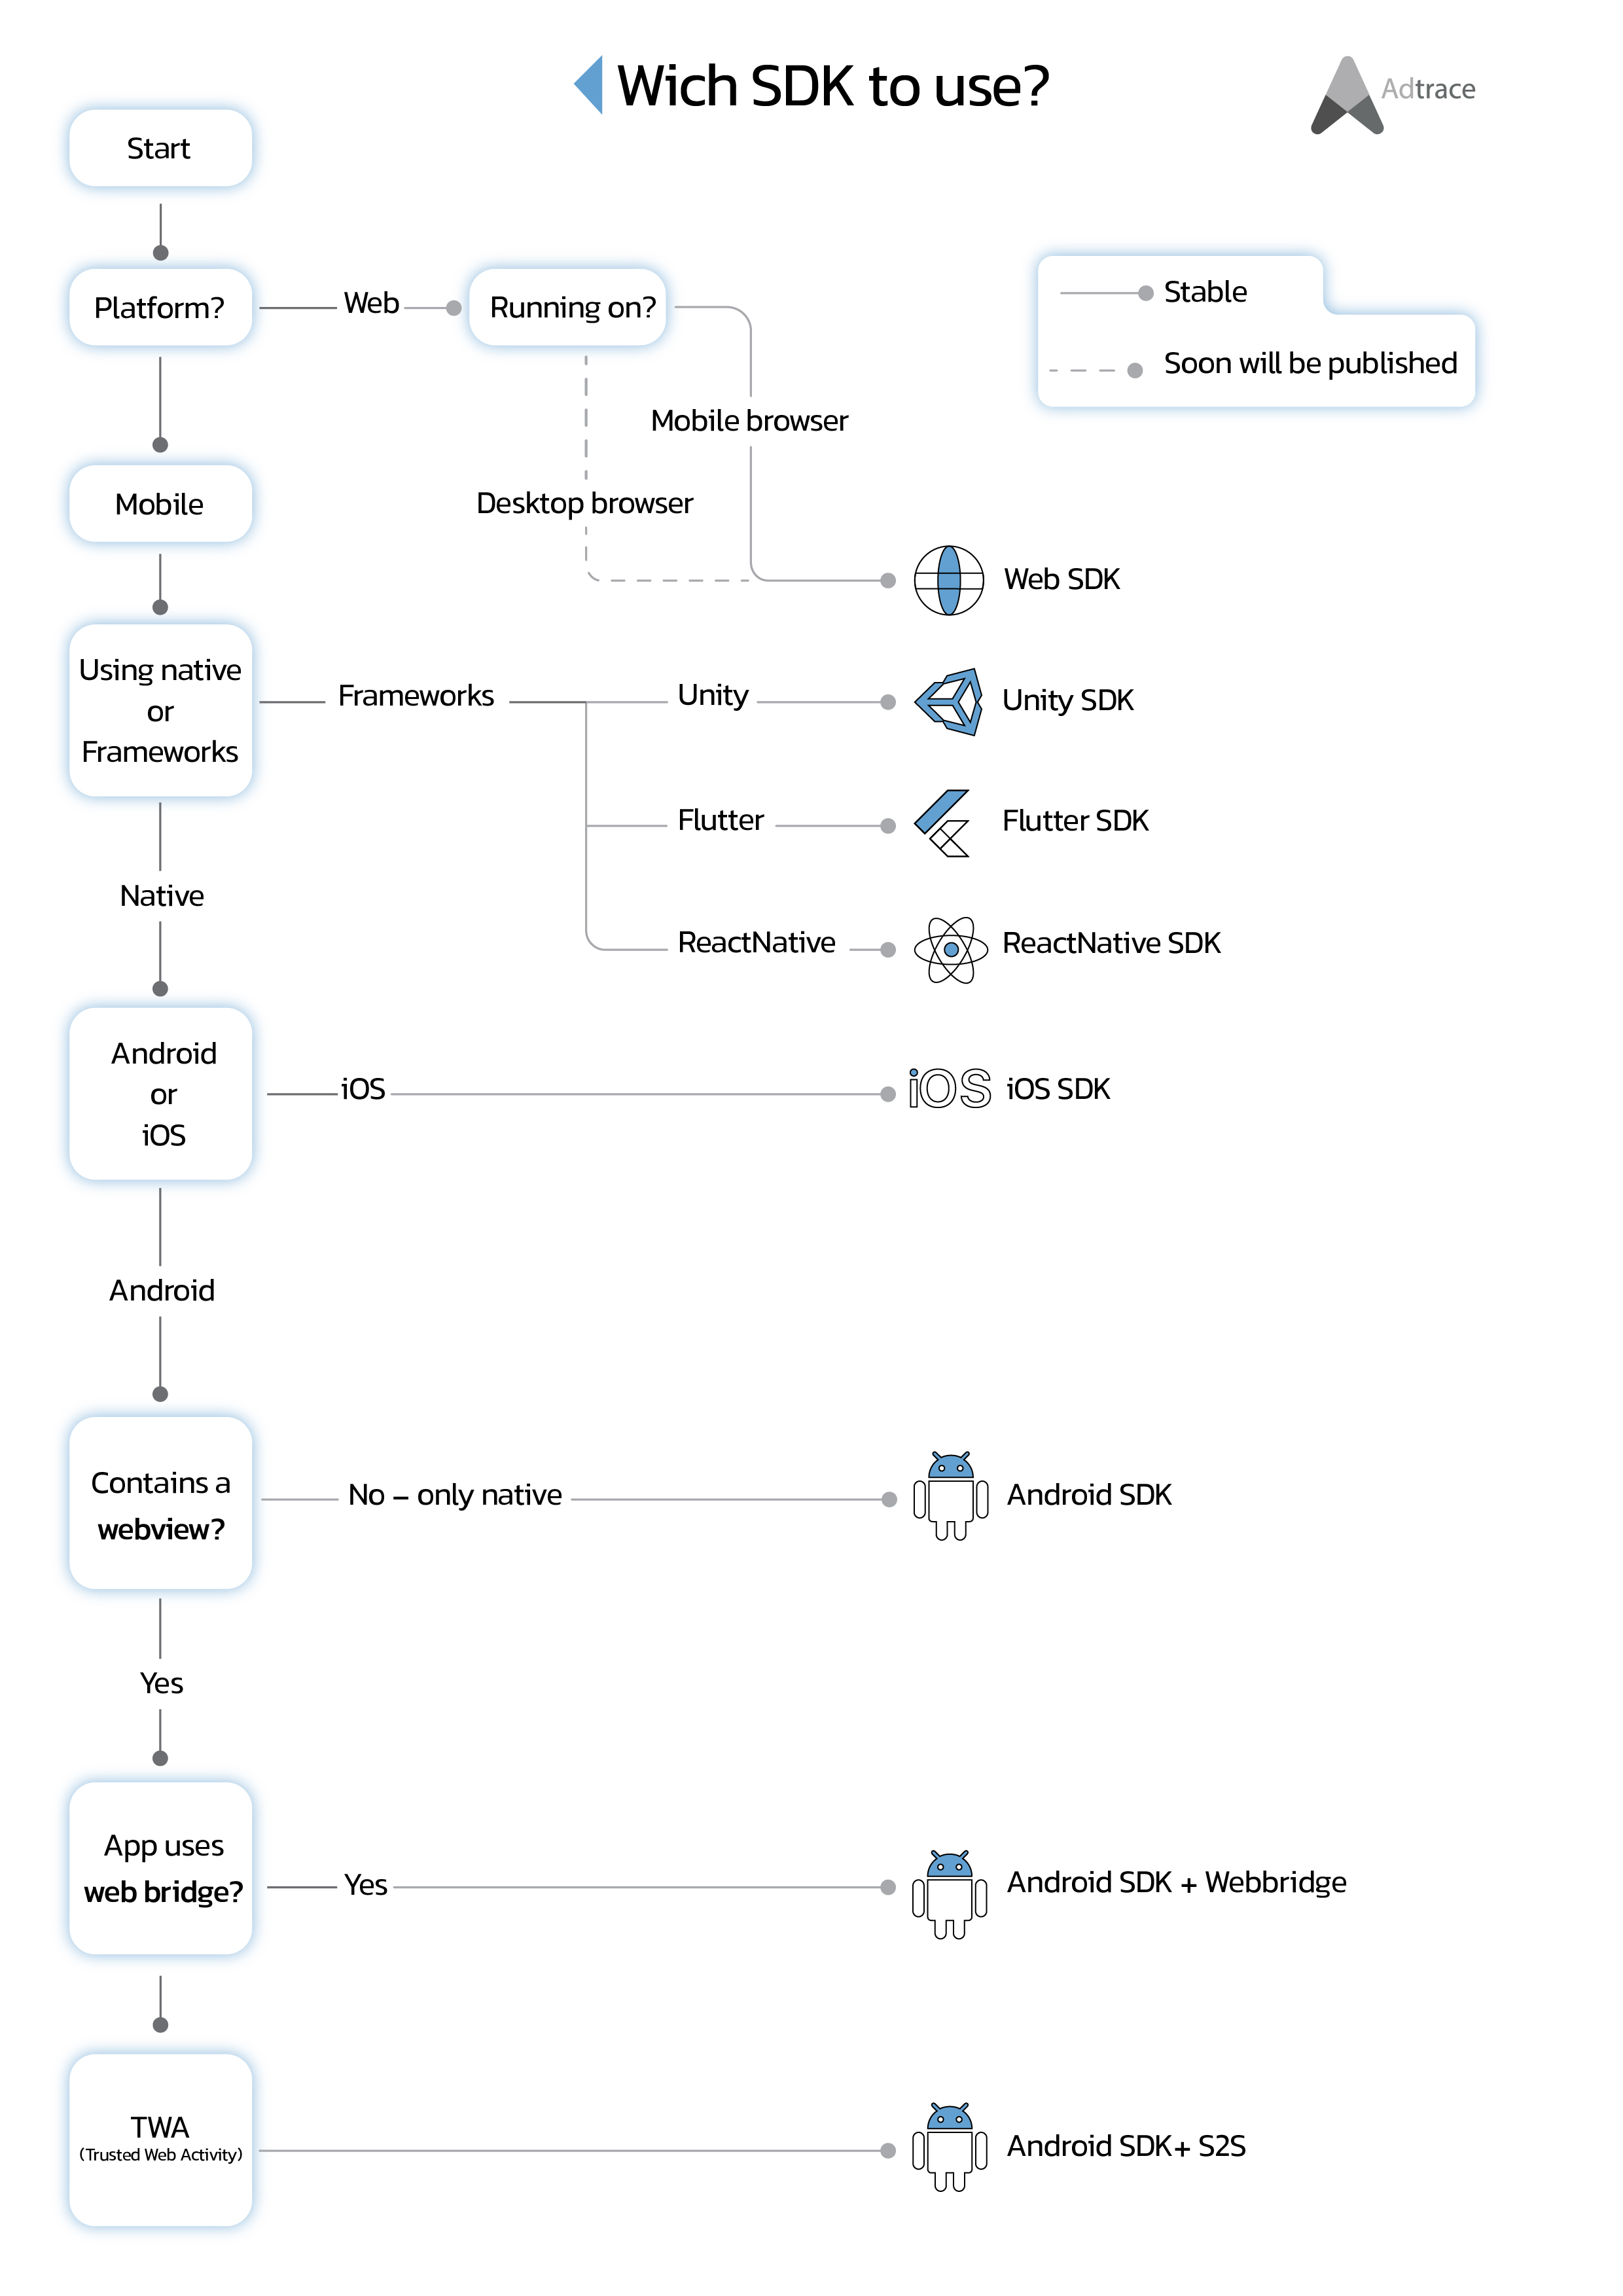 Wich SDK to use?
Adtrace
Start
Platform?
Web
Running on?
Stable
Soon will be published
Mobile browser
Desktop browser
Mobile
Web SDK
Using native
or
Frameworks
Frameworks
Unity
Unity SDK
Flutter
Flutter SDK
ReactNative
ReactNative SDK
Native
Android
or
iOS
iOS
iOS
iOS SDK
Android
Contains a
webview?
No – only native
Android SDK
Yes
App uses
web bridge?
Yes
Android SDK + Webbridge
TWA
(Trusted Web Activity)
Android SDK+ S2S